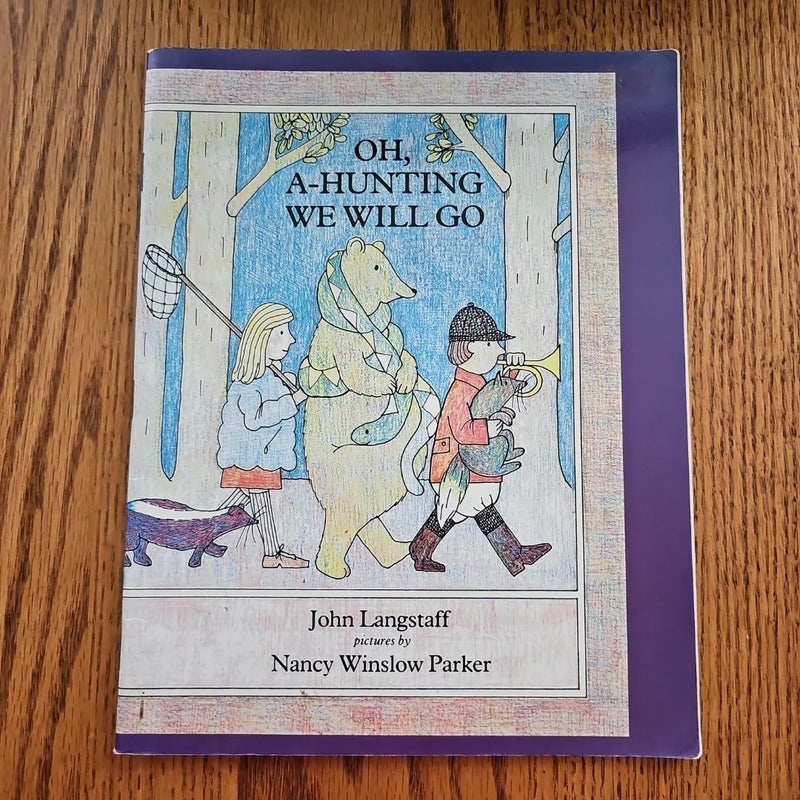 OH,
A-HUNTING
WE WILL GO
John Langstaff
pictures by
Nancy Winslow Parker